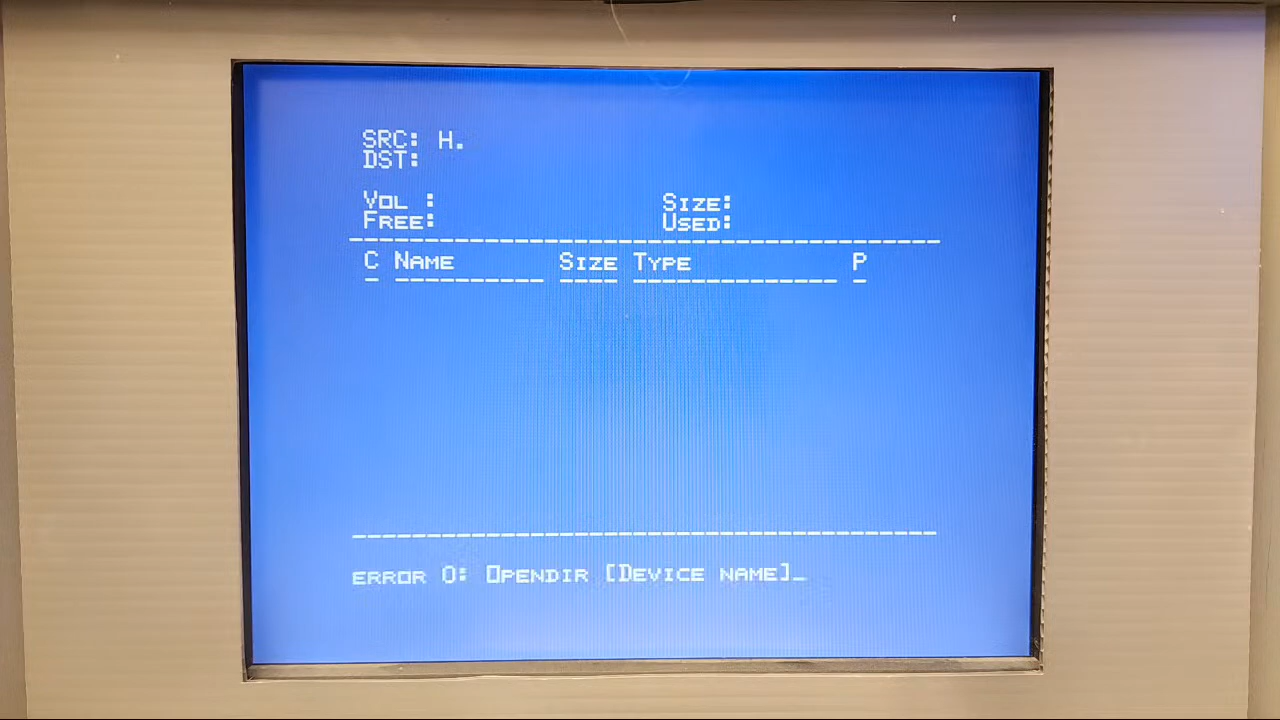 SRC: H.
DST:
VOL : SIZE:
FREE: USED:
C NAME SIZE TYPE P
ERROR 0: OPENDIR [DEVICE NAME]_